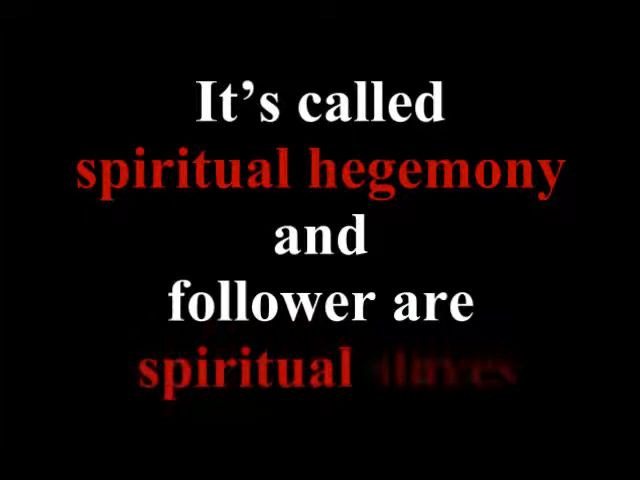 It's called
spiritual hegemony
and
follower are
spiritual slaves